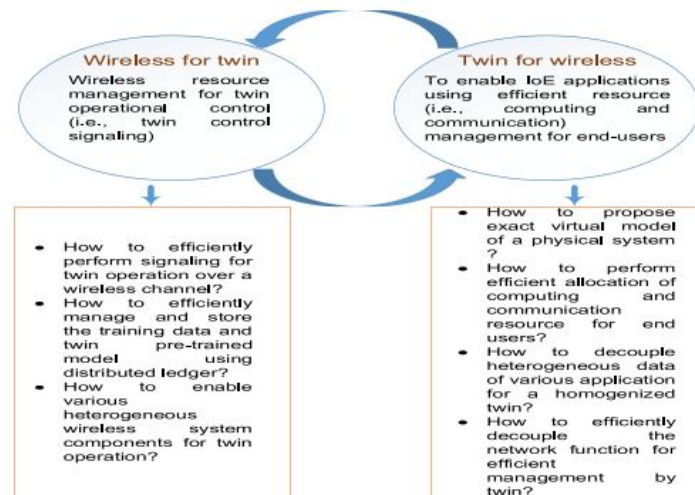 Wireless for twin
Wireless resource
management for twin
operational control
(i.e., twin control
signaling)
Twin for wireless
To enable IoE applications
using efficient resource
(i.e., computing and
communication)
management for end-users
• How to efficiently
perform signaling for
twin operation over a
wireless channel?
• How to efficiently
manage and store
the training data and
twin pre-trained
model using
distributed ledger?
• How to enable
various
heterogeneous
wireless system
components for twin
operation?
• How to propose
exact virtual model
of a physical system
?
• How to perform
efficient allocation of
computing and
communication
resource for end
users?
• How to decouple
heterogeneous data
of various application
for a homogenized
twin?
• How to efficiently
decouple the
network function for
efficient
management by
twin?